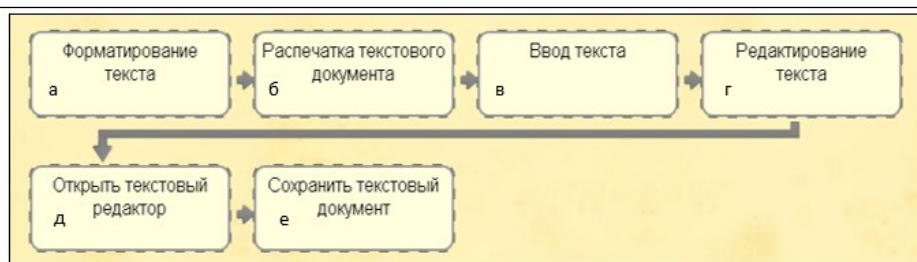 Форматирование
текста
а
Распечатка текстового
документа
б
Ввод текста
в
Редактирование
текста
г
Открыть текстовый
редактор
д
Сохранить текстовый
документ
е